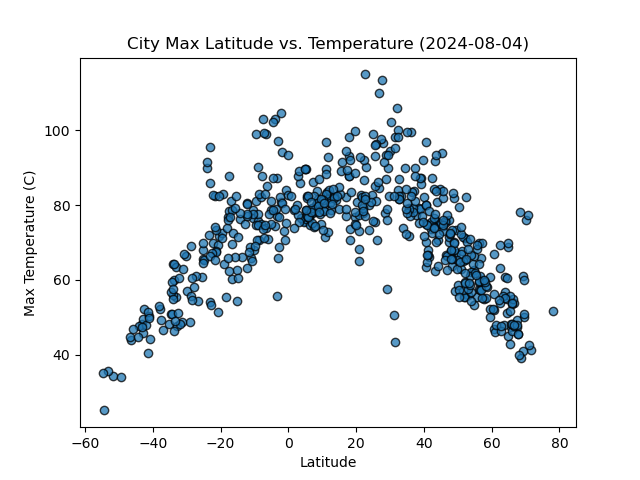 City Max Latitude vs. Temperature (2024-08-04)
Max Temperature (C)
100
80
60
40
−60 −40 −20 0 20 40 60 80
Latitude